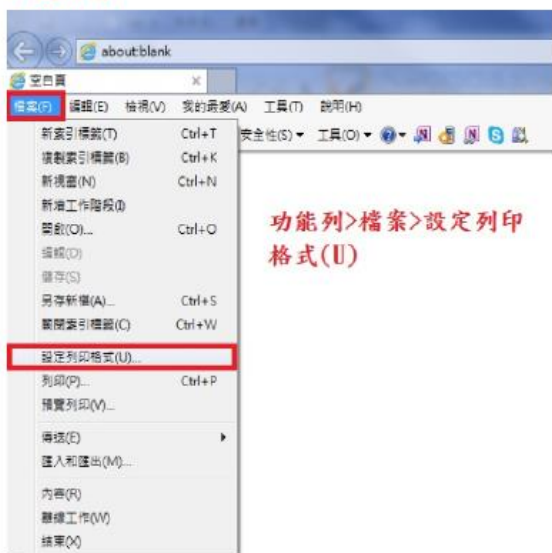 about:blank
空白頁
檔案(F) 編輯(E) 檢視(V) 我的最愛(A) 工具(T) 說明(H)
安全性(S) 工具(O)
新索引標籤(T) Ctrl+T
複製索引標籤(B) Ctrl+K
新視窗(N) Ctrl+N
新增工作階段(I)
開啟(O)... Ctrl+O
編輯(D)
儲存(S)
另存新檔(A)... Ctrl+S
關閉索引標籤(C) Ctrl+W
設定列印格式(U)...
列印(P)... Ctrl+P
預覽列印(V)...
傳送(E)
匯入和匯出(M)...
內容(R)
離線工作(W)
結束(X)
功能列>檔案>設定列印
格式(U)